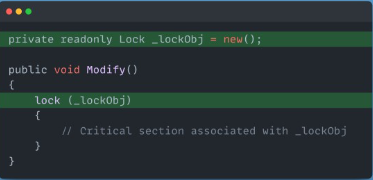 private readonly Lock _lockObj = new();
public void Modify()
{
lock (_lockObj)
{
// Critical section associated with _lockObj
}
}